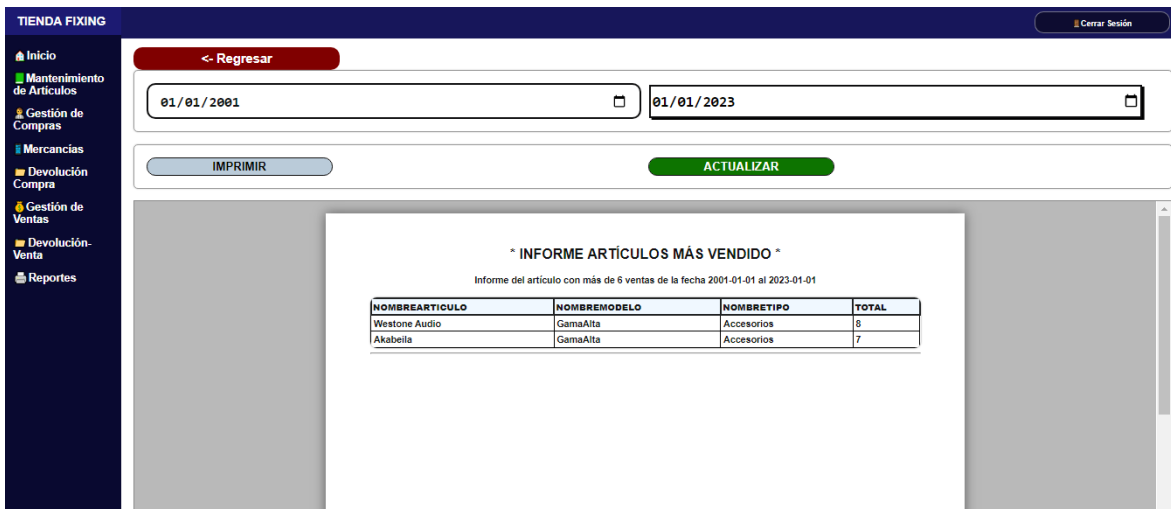 TIENDA FIXING
Cerrar Sesión
Inicio
Mantenimiento
de Artículos
Gestión de
Compras
Mercancías
Devolución
Compra
Gestión de
Ventas
Devolución-
Venta
Reportes
<- Regresar
01/01/2001
01/01/2023
IMPRIMIR
ACTUALIZAR
* INFORME ARTÍCULOS MÁS VENDIDO *
Informe del artículo con más de 6 ventas de la fecha 2001-01-01 al 2023-01-01
NOMBREARTICULO NOMBREMODELO NOMBRETIPO TOTAL
Westone Audio GamaAlta Accesorios 8
Akabeila GamaAlta Accesorios 7